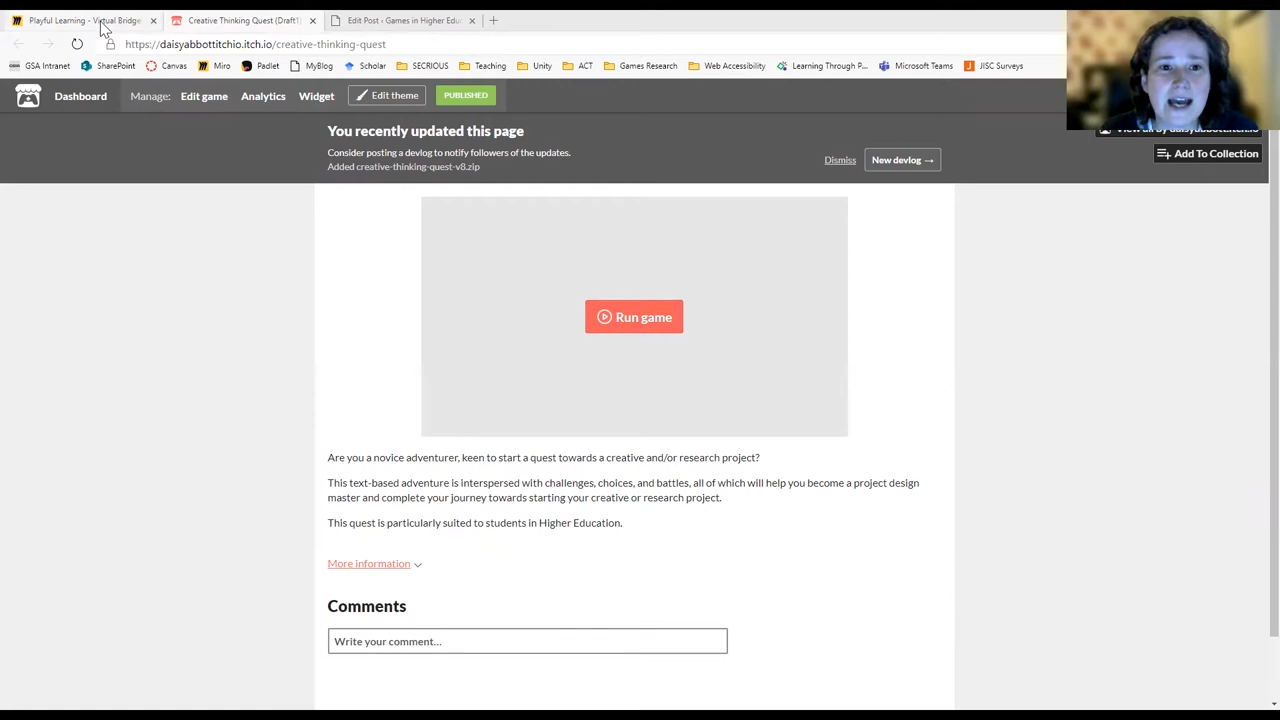 Playful Learning - Virtual Bridge
Creative Thinking Quest (Draft1)
Edit Post ‹ Games in Higher Edu
https://daisyabbottitchio.itch.io/creative-thinking-quest
GSA Intranet SharePoint Canvas Miro Padlet MyBlog Scholar SECRIOUS Teaching Unity ACT Games Research Web Accessibility Learning Through P... Microsoft Teams JISC Surveys
Dashboard Manage: Edit game Analytics Widget Edit theme PUBLISHED
View all by daisyabbottitch.io
Add To Collection
You recently updated this page
Consider posting a devlog to notify followers of the updates.
Added creative-thinking-quest-v8.zip
Dismiss New devlog →
Run game
Are you a novice adventurer, keen to start a quest towards a creative and/or research project?
This text-based adventure is interspersed with challenges, choices, and battles, all of which will help you become a project design
master and complete your journey towards starting your creative or research project.
This quest is particularly suited to students in Higher Education.
More information
Comments
Write your comment...